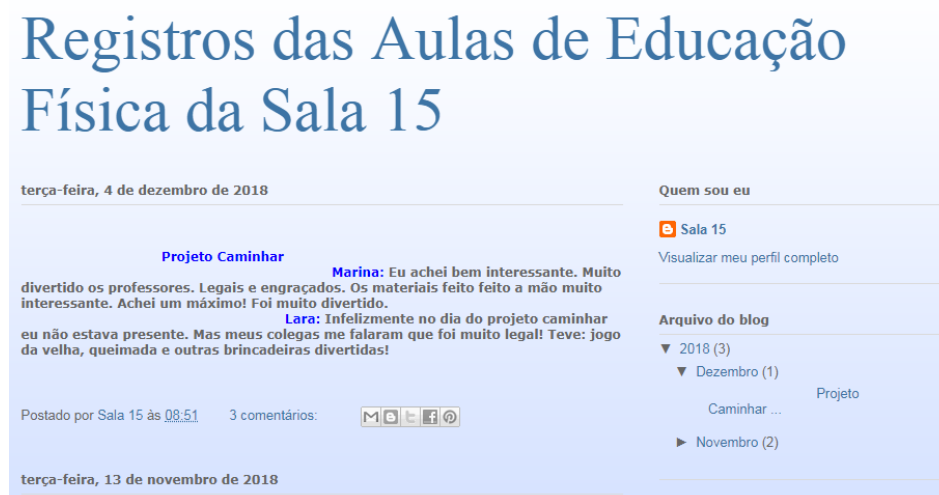 Registros das Aulas de Educação
Física da Sala 15
terça-feira, 4 de dezembro de 2018
Projeto Caminhar
Marina: Eu achei bem interessante. Muito
divertido os professores. Legais e engraçados. Os materiais feito feito a mão muito
interessante. Achei um máximo! Foi muito divertido.
Lara: Infelizmente no dia do projeto caminhar
eu não estava presente. Mas meus colegas me falaram que foi muito legal! Teve: jogo
da velha, queimada e outras brincadeiras divertidas!
Postado por Sala 15 às 08:51 3 comentários:
terça-feira, 13 de novembro de 2018
Quem sou eu
Sala 15
Visualizar meu perfil completo
Arquivo do blog
▼ 2018 (3)
▼ Dezembro (1)
Projeto
Caminhar ...
► Novembro (2)